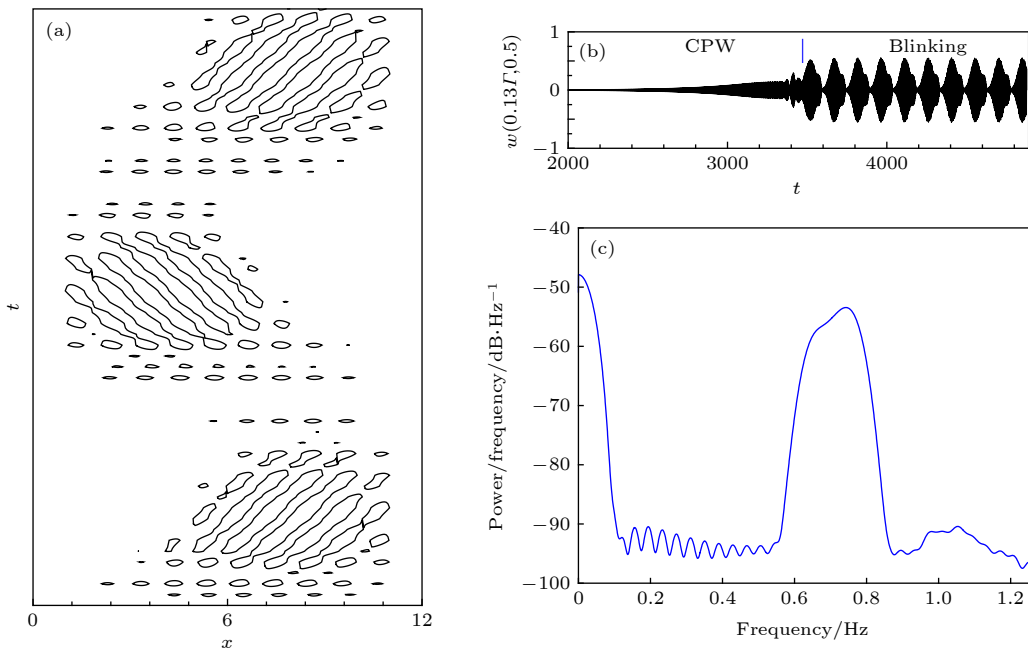 (a)
t
0
6
12
x
(b)
CPW
Blinking
w(0.13Γ,0.5)
1
0
−1
2000
3000
4000
t
(c)
Power/frequency/dB·Hz⁻¹
−40
−50
−60
−70
−80
−90
−100
0
0.2
0.4
0.6
0.8
1.0
1.2
Frequency/Hz